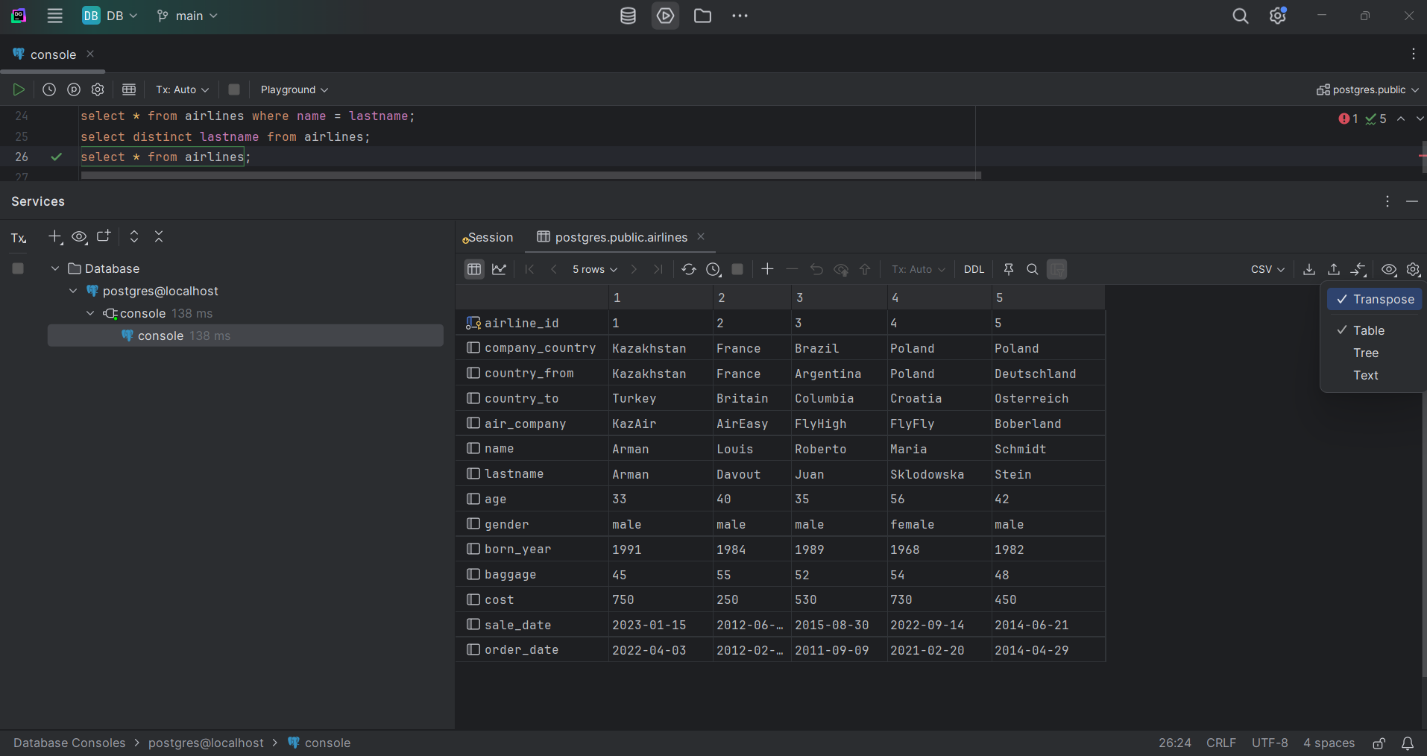 DB DB main
console
Tx: Auto Playground postgres.public
24 select * from airlines where name = lastname; 1 5
25 select distinct lastname from airlines;
26 select * from airlines;
27
Services
Tx Session postgres.public.airlines
Database 5 rows Tx: Auto DDL CSV
postgres@localhost
console 138 ms
console 138 ms
Transpose
Table
Tree
Text
1 2 3 4 5
airline_id 1 2 3 4 5
company_country Kazakhstan France Brazil Poland Poland
country_from Kazakhstan France Argentina Poland Deutschland
country_to Turkey Britain Columbia Croatia Osterreich
air_company KazAir AirEasy FlyHigh FlyFly Boberland
name Arman Louis Roberto Maria Schmidt
lastname Arman Davout Juan Sklodowska Stein
age 33 40 35 56 42
gender male male male female male
born_year 1991 1984 1989 1968 1982
baggage 45 55 52 54 48
cost 750 250 530 730 450
sale_date 2023-01-15 2012-06-… 2015-08-30 2022-09-14 2014-06-21
order_date 2022-04-03 2012-02-… 2011-09-09 2021-02-20 2014-04-29
Database Consoles > postgres@localhost > console 26:24 CRLF UTF-8 4 spaces